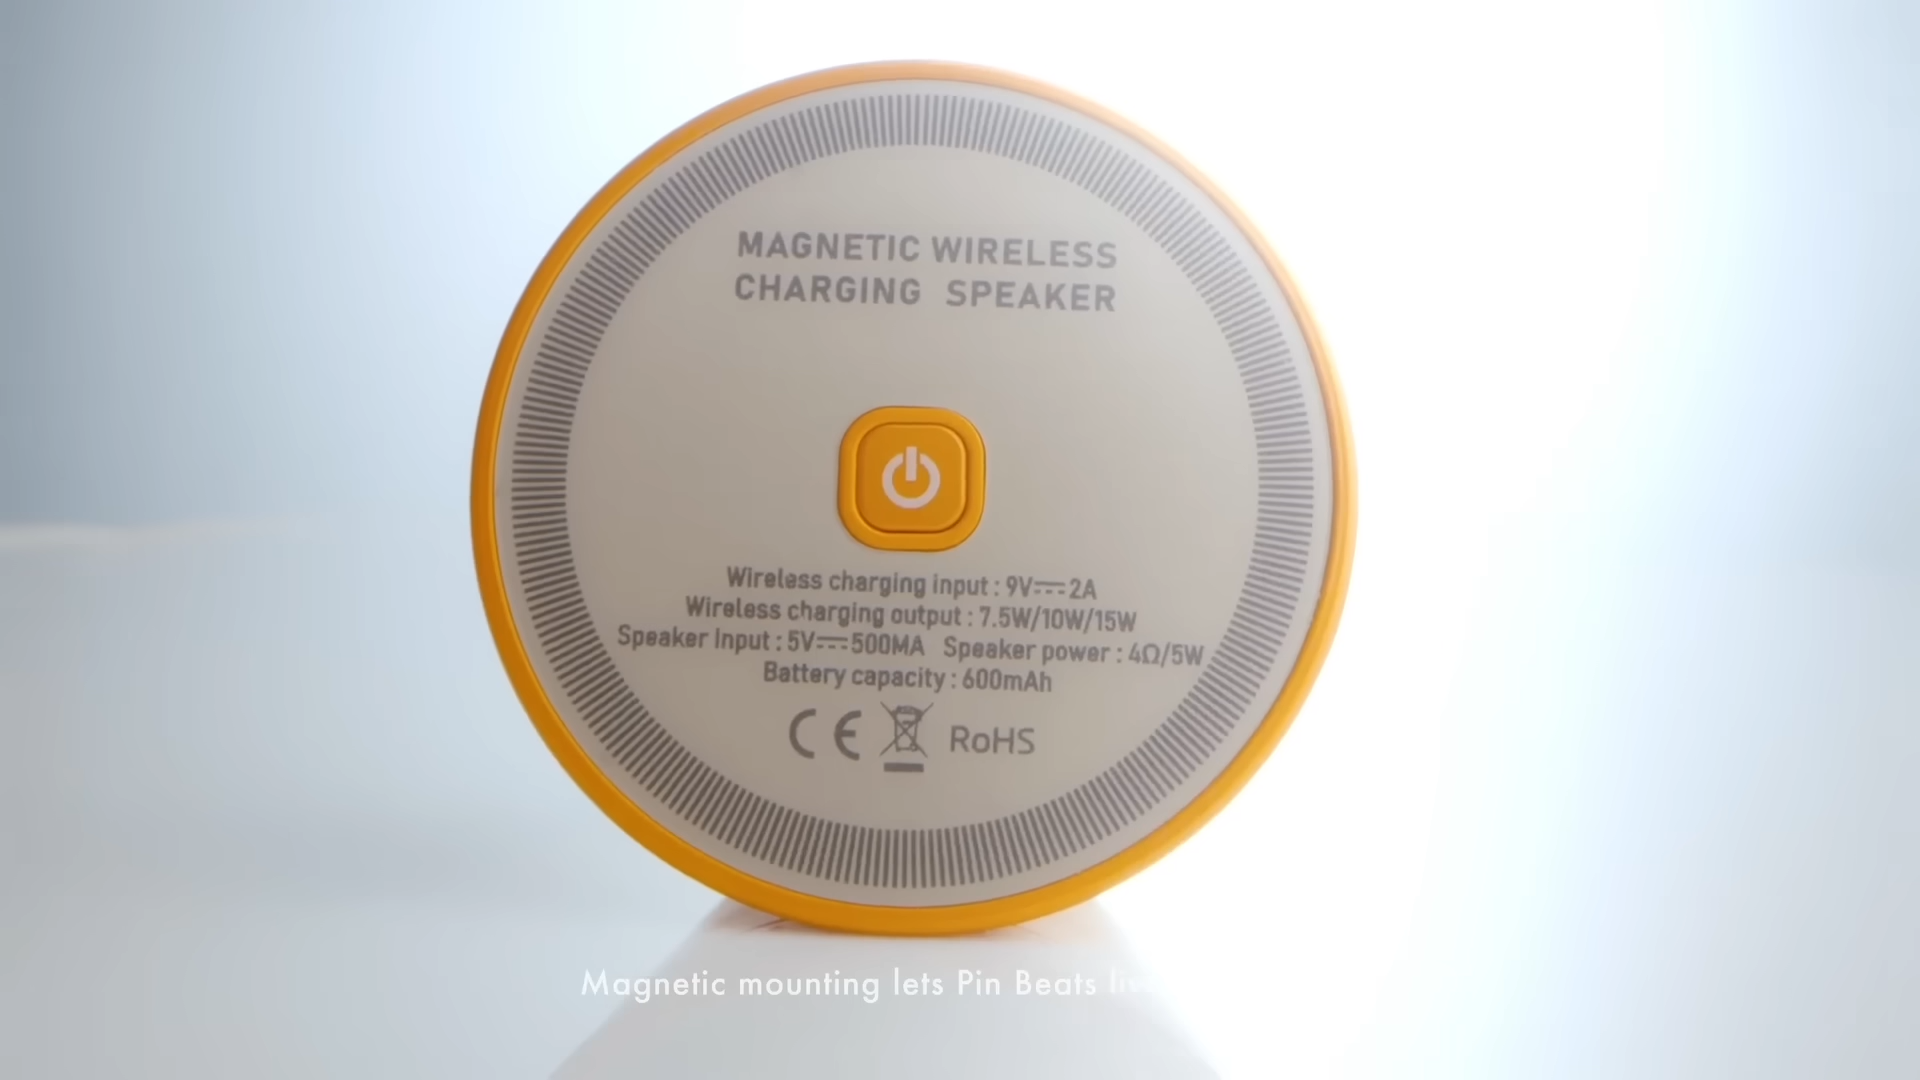 MAGNETIC WIRELESS
CHARGING SPEAKER
Wireless charging input : 9V⎓2A
Wireless charging output : 7.5W/10W/15W
Speaker Input : 5V⎓500MA Speaker power : 4Ω/5W
Battery capacity : 600mAh
CE RoHS
Magnetic mounting lets Pin Beats